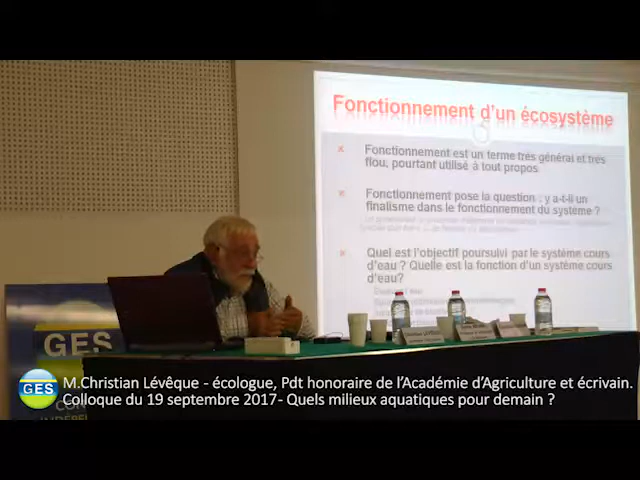 Fonctionnement d'un écosystème
Fonctionnement est un terme très général et très
flou, pourtant utilisé à tout propos
Fonctionnement pose la question : y a-t-il un
finalisme dans le fonctionnement du système ?
Quel est l'objectif poursuivi par le système cours
d'eau ? Quelle est la fonction d'un système cours
d'eau?
GES
GES
M.Christian Lévêque - écologue, Pdt honoraire de l'Académie d'Agriculture et écrivain.
Colloque du 19 septembre 2017- Quels milieux aquatiques pour demain ?